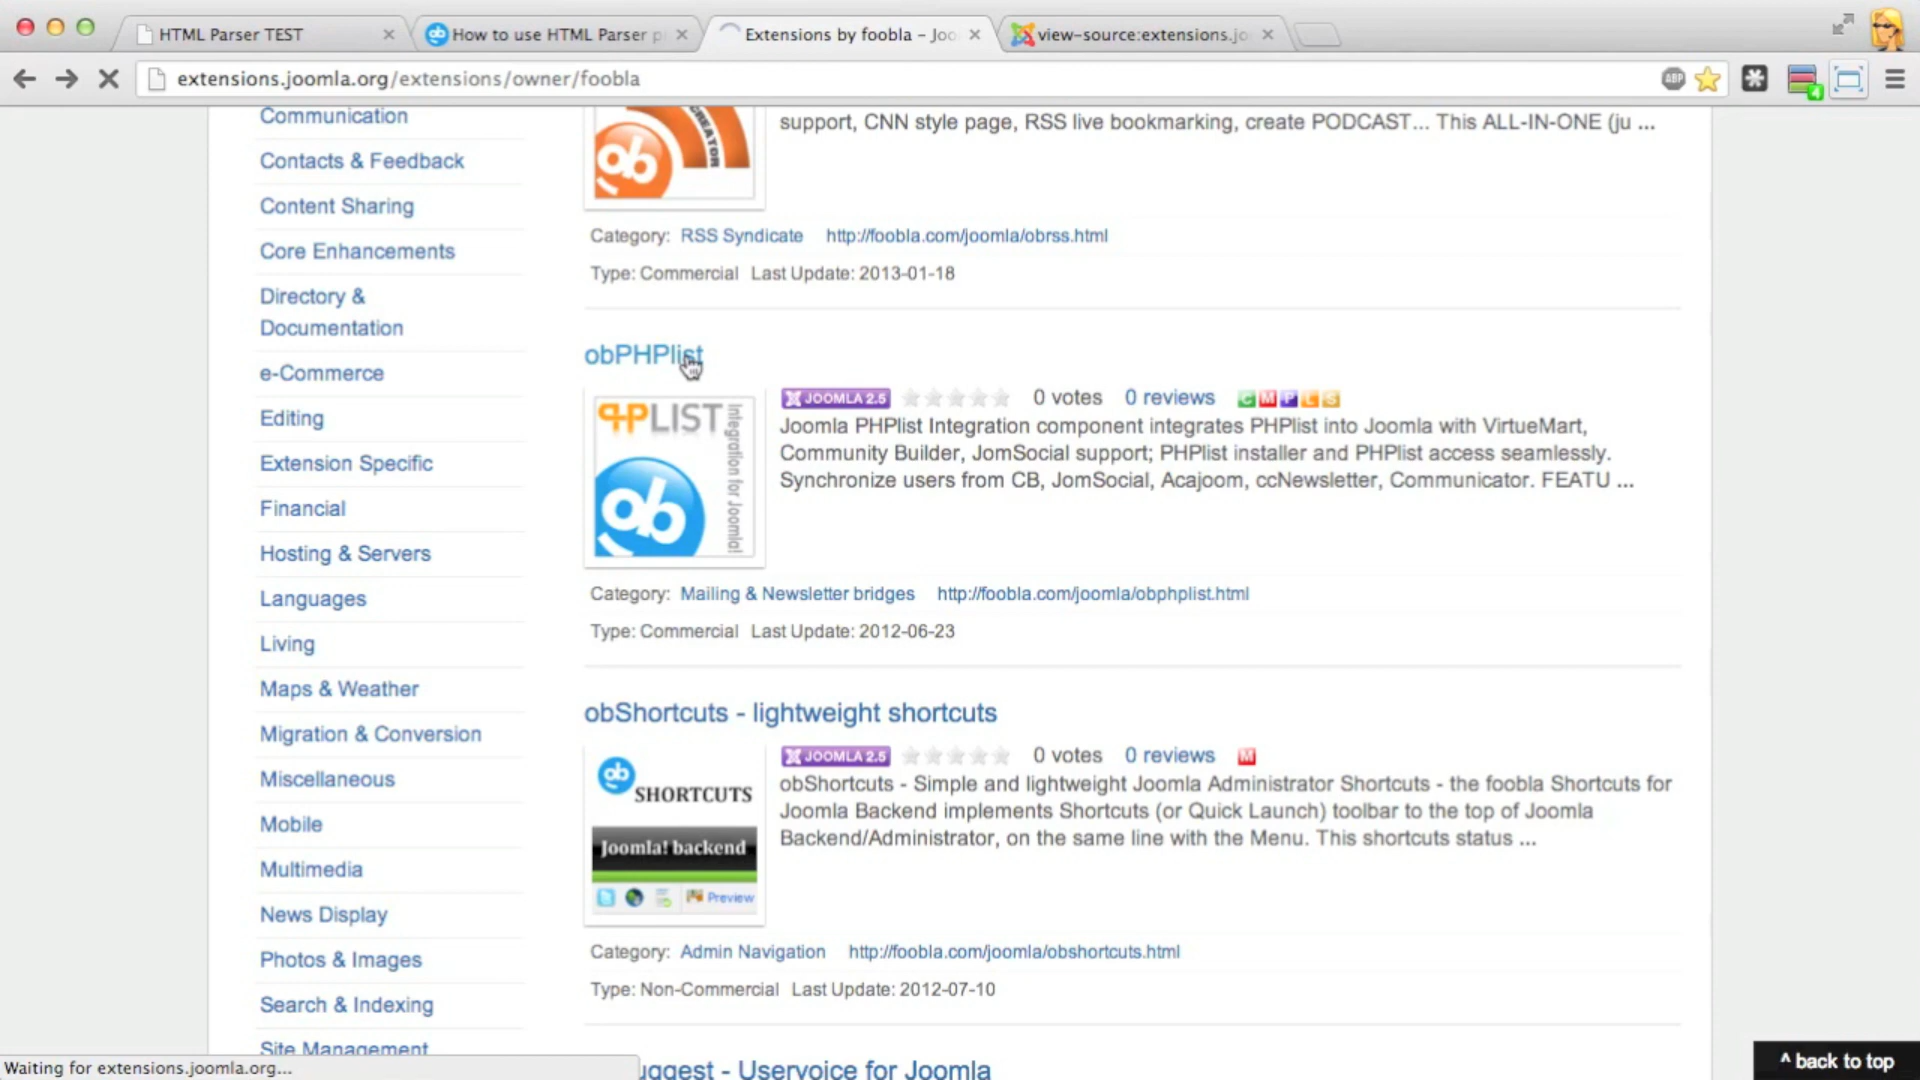 HTML Parser TEST
How to use HTML Parser p
Extensions by foobla - Joo
view-source:extensions.jo
extensions.joomla.org/extensions/owner/foobla
ABP
4
Communication
Contacts & Feedback
Content Sharing
Core Enhancements
Directory &
Documentation
e-Commerce
Editing
Extension Specific
Financial
Hosting & Servers
Languages
Living
Maps & Weather
Migration & Conversion
Miscellaneous
Mobile
Multimedia
News Display
Photos & Images
Search & Indexing
Site Management
CREATOR
ob
support, CNN style page, RSS live bookmarking, create PODCAST... This ALL-IN-ONE (ju ...
Category: RSS Syndicate http://foobla.com/joomla/obrss.html
Type: Commercial Last Update: 2013-01-18
obPHPlist
PHPLIST
Integration for Joomla!
ob
JOOMLA 2.5 0 votes 0 reviews C M P L S
Joomla PHPlist Integration component integrates PHPlist into Joomla with VirtueMart,
Community Builder, JomSocial support; PHPlist installer and PHPlist access seamlessly.
Synchronize users from CB, JomSocial, Acajoom, ccNewsletter, Communicator. FEATU ...
Category: Mailing & Newsletter bridges http://foobla.com/joomla/obphplist.html
Type: Commercial Last Update: 2012-06-23
obShortcuts - lightweight shortcuts
ob
SHORTCUTS
Joomla! backend
Preview
JOOMLA 2.5 0 votes 0 reviews M
obShortcuts - Simple and lightweight Joomla Administrator Shortcuts - the foobla Shortcuts for
Joomla Backend implements Shortcuts (or Quick Launch) toolbar to the top of Joomla
Backend/Administrator, on the same line with the Menu. This shortcuts status ...
Category: Admin Navigation http://foobla.com/joomla/obshortcuts.html
Type: Non-Commercial Last Update: 2012-07-10
uggest - Uservoice for Joomla
Waiting for extensions.joomla.org...
^ back to top